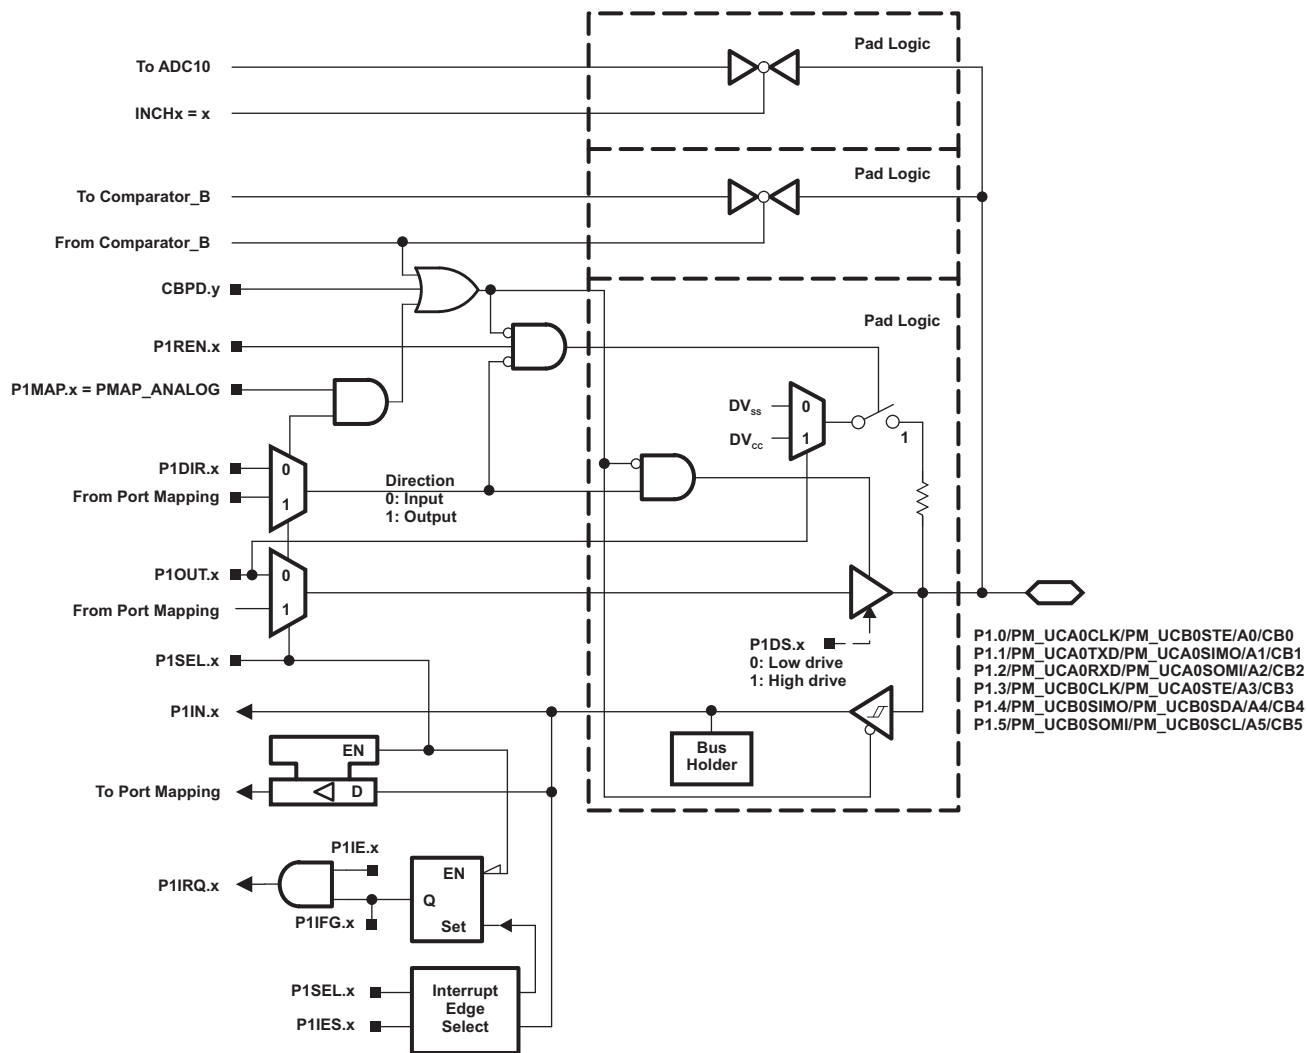 Pad Logic
To ADC10
INCHx = x
Pad Logic
To Comparator_B
From Comparator_B
CBPD.y
Pad Logic
P1REN.x
P1MAP.x = PMAP_ANALOG
DVSS
0
DVCC
1
1
P1DIR.x
0
From Port Mapping
1
Direction
0: Input
1: Output
P1OUT.x
0
From Port Mapping
1
P1DS.x
0: Low drive
1: High drive
P1SEL.x
P1.0/PM_UCA0CLK/PM_UCB0STE/A0/CB0
P1.1/PM_UCA0TXD/PM_UCA0SIMO/A1/CB1
P1.2/PM_UCA0RXD/PM_UCA0SOMI/A2/CB2
P1.3/PM_UCB0CLK/PM_UCA0STE/A3/CB3
P1.4/PM_UCB0SIMO/PM_UCB0SDA/A4/CB4
P1.5/PM_UCB0SOMI/PM_UCB0SCL/A5/CB5
P1IN.x
Bus
Holder
EN
To Port Mapping
D
P1IE.x
EN
P1IRQ.x
Q
P1IFG.x
Set
P1SEL.x
P1IES.x
Interrupt
Edge
Select